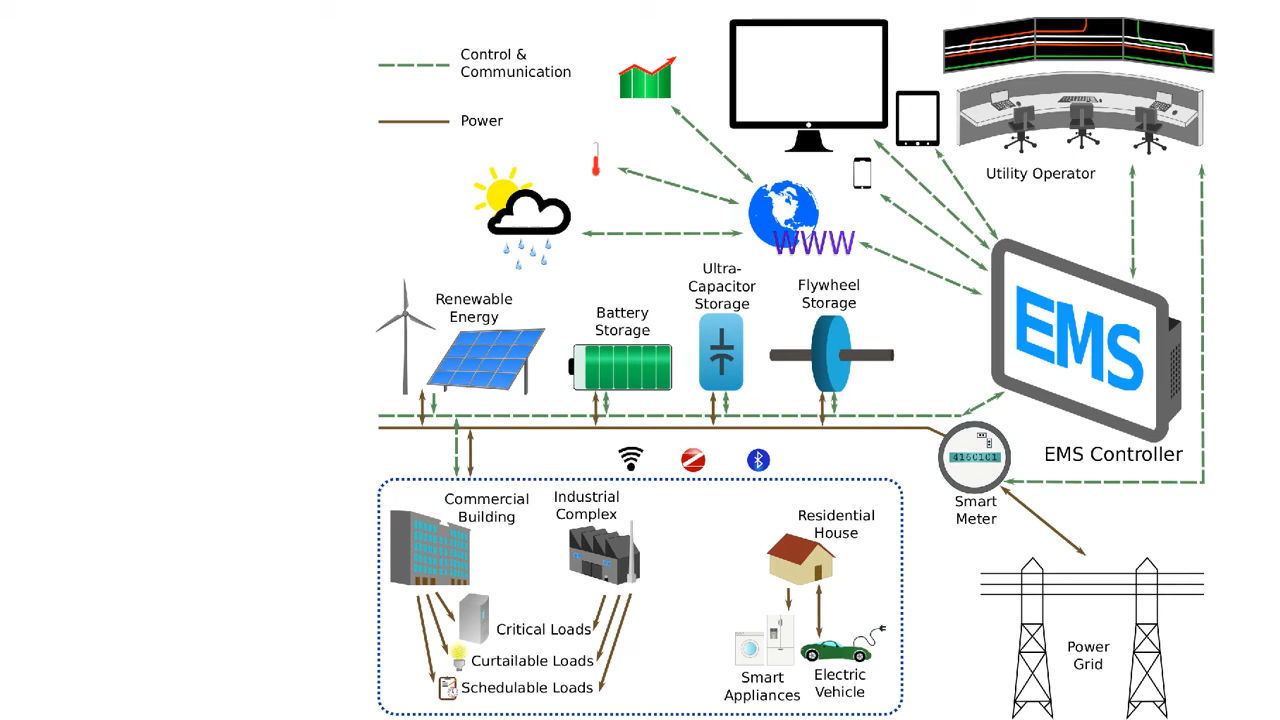 Control &
Communication
Power
Utility Operator
WWW
Ultra-
Capacitor
Storage
Flywheel
Storage
Renewable
Energy
Battery
Storage
EMS
EMS Controller
4160101
Smart
Meter
Commercial
Building
Industrial
Complex
Residential
House
Critical Loads
Curtailable Loads
Schedulable Loads
Smart
Appliances
Electric
Vehicle
Power
Grid